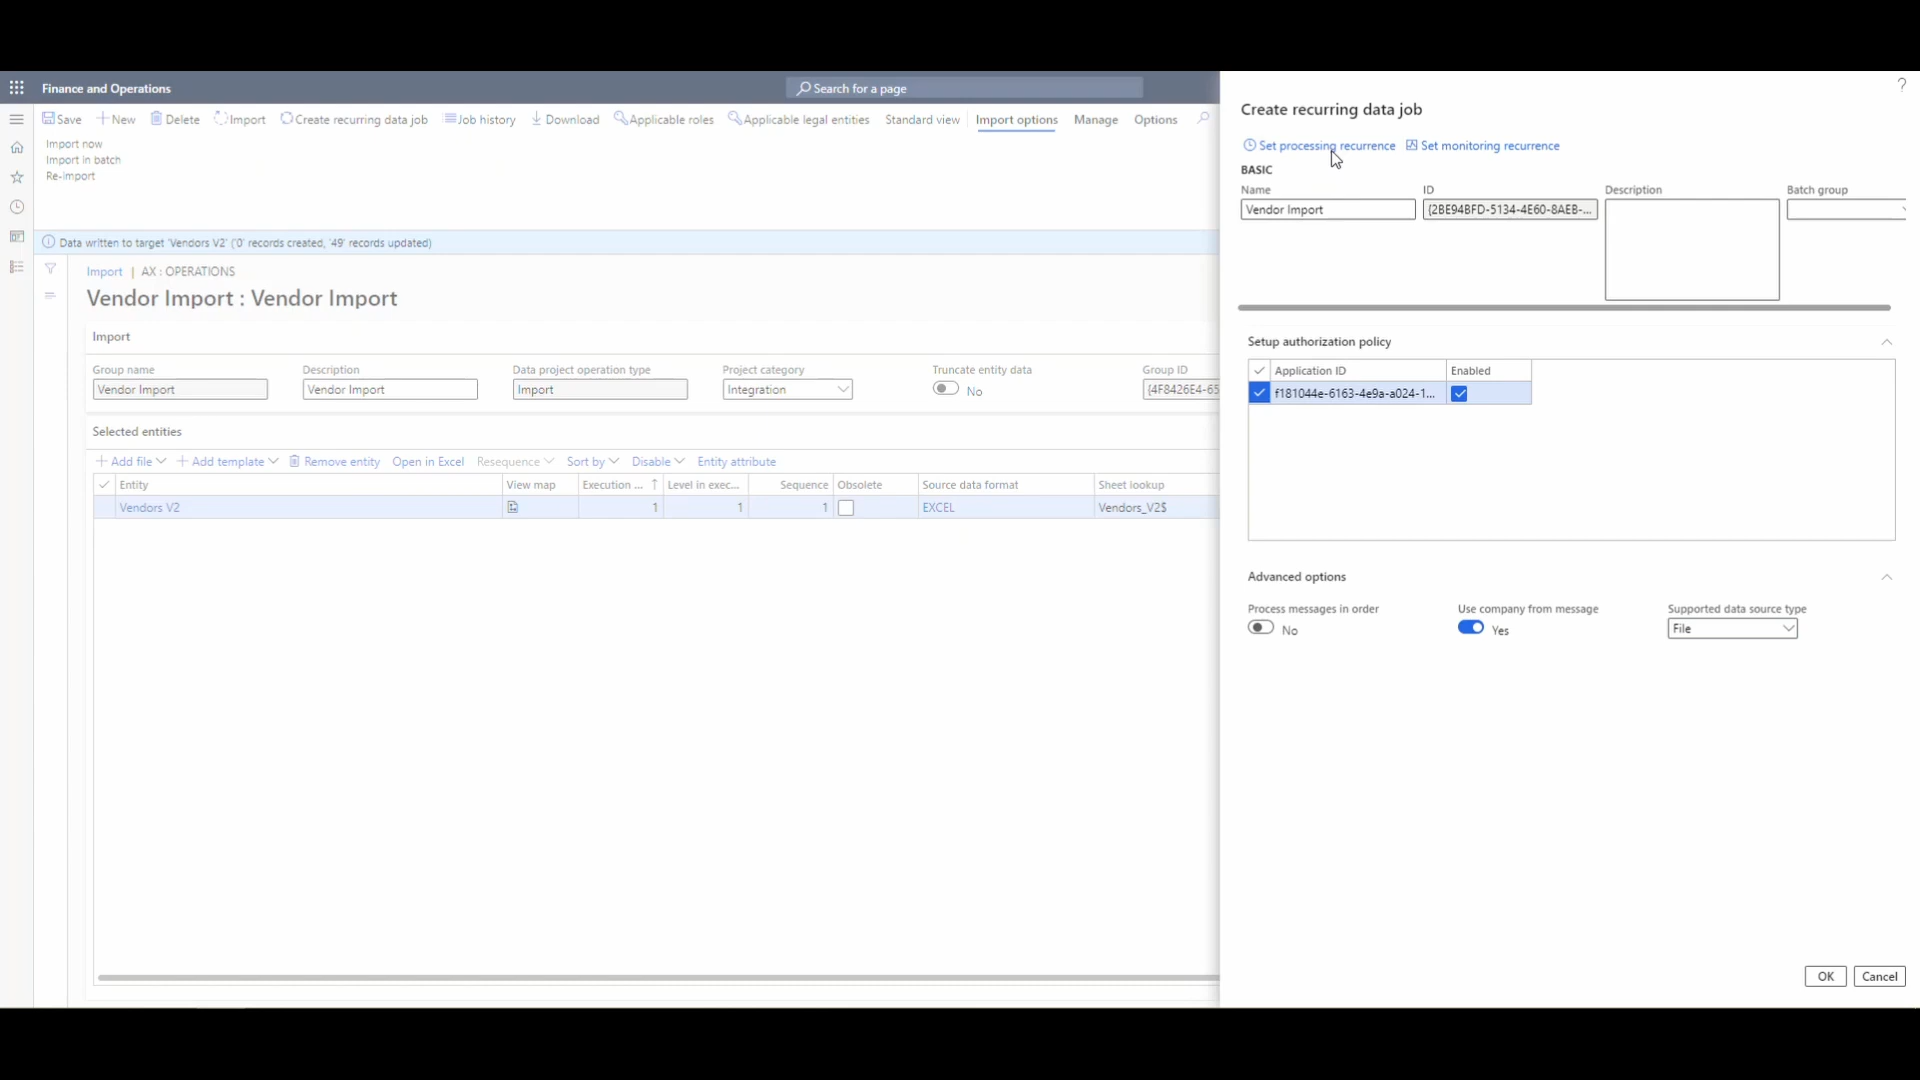 Finance and Operations
Search for a page
?
Save New Delete Import Create recurring data job Job history Download Applicable roles Applicable legal entities Standard view Import options Manage Options
Import now
Import in batch
Re-import
Data written to target 'Vendors V2' ('0' records created, '49' records updated)
Import | AX : OPERATIONS
Vendor Import : Vendor Import
Import
Group name Description Data project operation type Project category Truncate entity data Group ID
Vendor Import Vendor Import Import Integration No {4F8426E4-65
Selected entities
Add file Add template Remove entity Open in Excel Resequence Sort by Disable Entity attribute
Entity View map Execution ... Level in exec... Sequence Obsolete Source data format Sheet lookup
Vendors V2 1 1 1 EXCEL Vendors_V2$
Create recurring data job
Set processing recurrence Set monitoring recurrence
BASIC
Name ID Description Batch group
Vendor Import {2BE94BFD-5134-4E60-8AEB-...
Setup authorization policy
Application ID Enabled
f181044e-6163-4e9a-a024-1...
Advanced options
Process messages in order Use company from message Supported data source type
No Yes File
OK Cancel